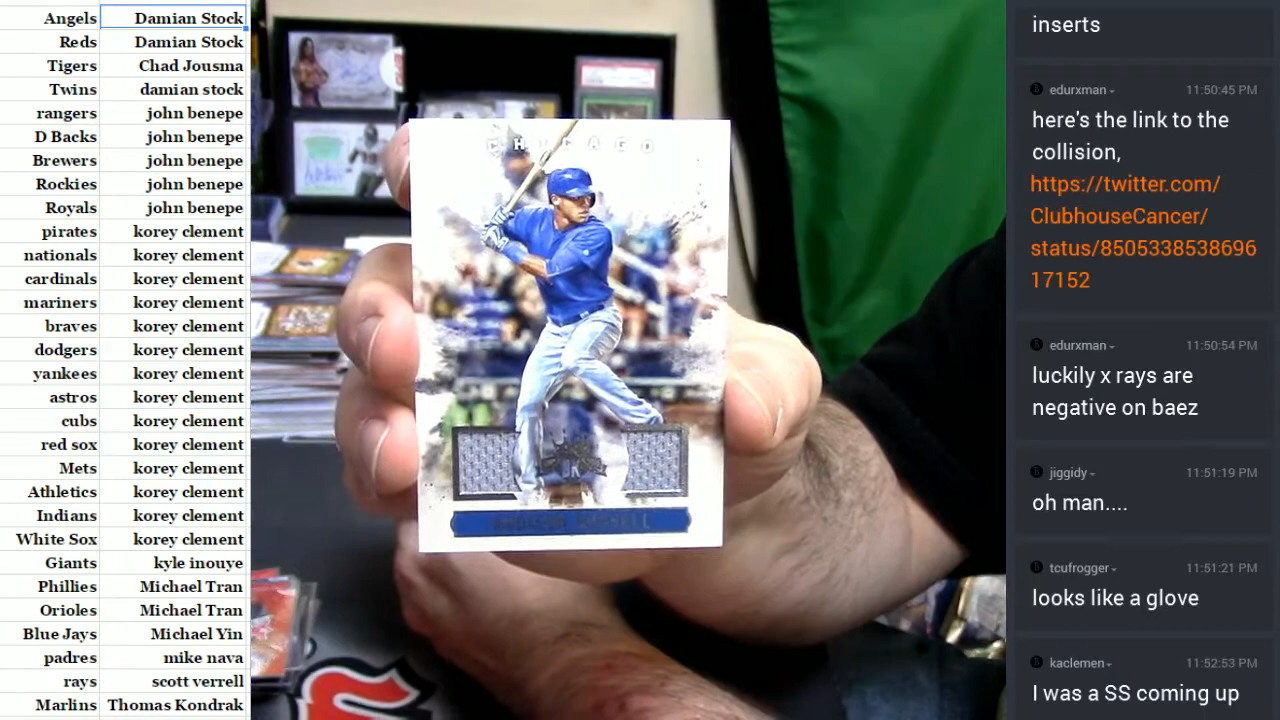 Angels Damian Stock
Reds Damian Stock
Tigers Chad Jousma
Twins damian stock
rangers john benepe
D Backs john benepe
Brewers john benepe
Rockies john benepe
Royals john benepe
pirates korey clement
nationals korey clement
cardinals korey clement
mariners korey clement
braves korey clement
dodgers korey clement
yankees korey clement
astros korey clement
cubs korey clement
red sox korey clement
Mets korey clement
Athletics korey clement
Indians korey clement
White Sox korey clement
Giants kyle inouye
Phillies Michael Tran
Orioles Michael Tran
Blue Jays Michael Yin
padres mike nava
rays scott verrell
Marlins Thomas Kondrak
CHICAGO
ADDISON RUSSELL
inserts
edurxman 11:50:45 PM
here's the link to the
collision,
https://twitter.com/
ClubhouseCancer/
status/8505338538696
17152
edurxman 11:50:54 PM
luckily x rays are
negative on baez
jiggidy 11:51:19 PM
oh man....
tcufrogger 11:51:21 PM
looks like a glove
kaclemen 11:52:53 PM
I was a SS coming up